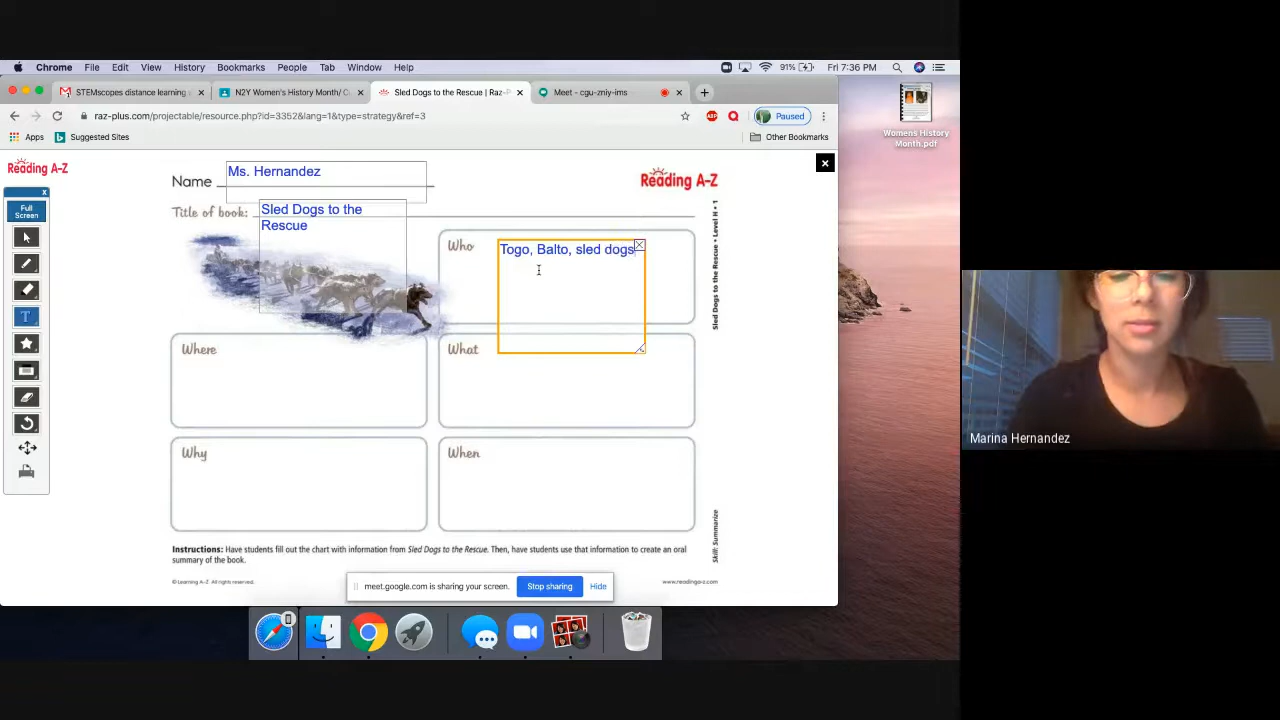 Chrome File Edit View History Bookmarks People Tab Window Help 91% Fri 7:36 PM
STEMscopes distance learning
N2Y Women's History Month/ C
Sled Dogs to the Rescue | Raz-P
Meet - cgu-zniy-ims
raz-plus.com/projectable/resource.php?id=3352&lang=1&type=strategy&ref=3
ABP
Paused
Apps Suggested Sites Other Bookmarks
Womens History
Month.pdf
Reading A-Z
x
Full
Screen
T
Name Ms. Hernandez
Reading A-Z
Title of book: Sled Dogs to the
Rescue
Who Togo, Balto, sled dogs
Where
What
Why
When
Sled Dogs to the Rescue • Level H • 1
Skill: Summarize
Instructions: Have students fill out the chart with information from Sled Dogs to the Rescue. Then, have students use that information to create an oral
summary of the book.
© Learning A–Z All rights reserved.
www.readinga-z.com
meet.google.com is sharing your screen. Stop sharing Hide
Marina Hernandez